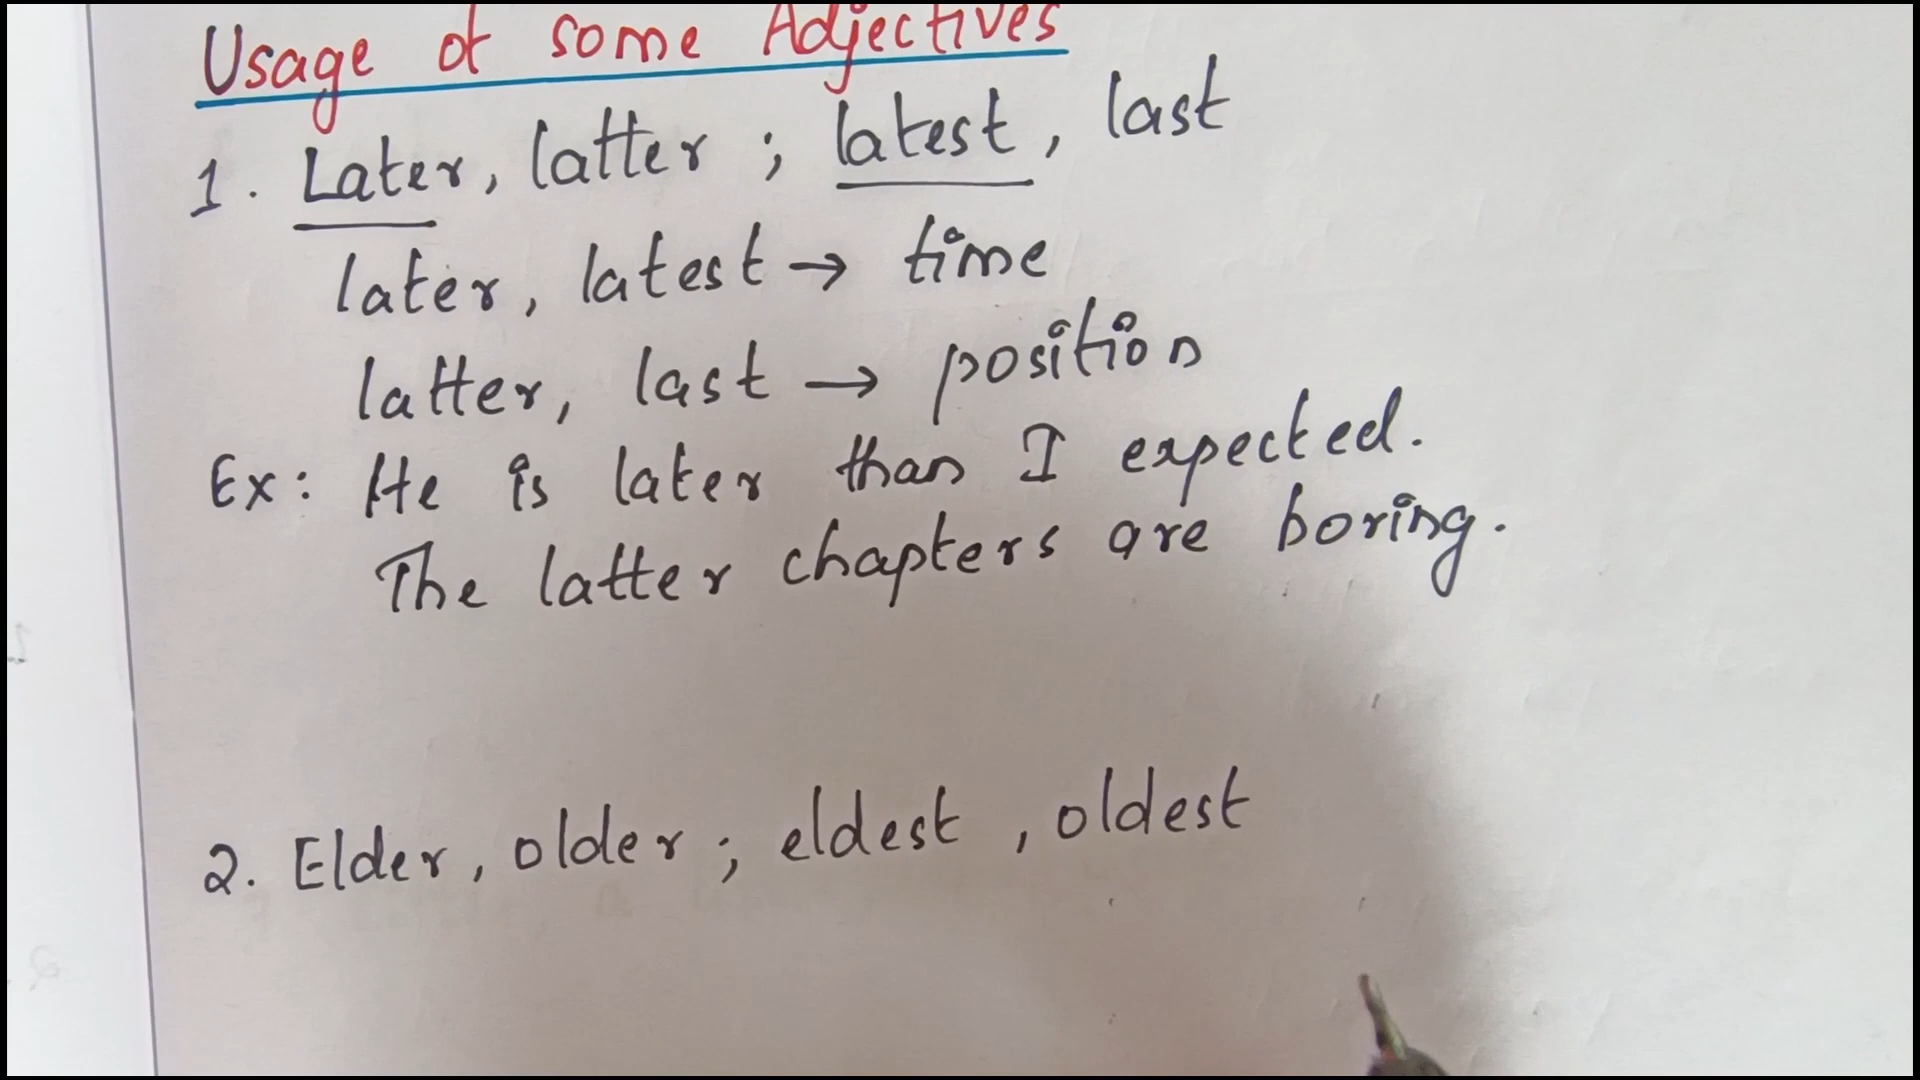 Usage of some Adjectives
1. Later, latter ; latest, last
later, latest → time
latter, last → position
Ex: He is later than I expected.
The latter chapters are boring.
2. Elder, older ; eldest, oldest